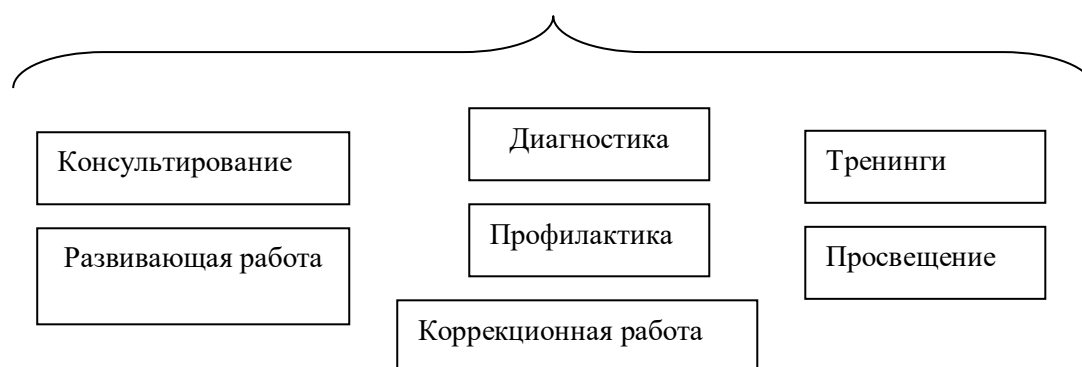 Диагностика
Консультирование
Тренинги
Профилактика
Развивающая работа
Просвещение
Коррекционная работа